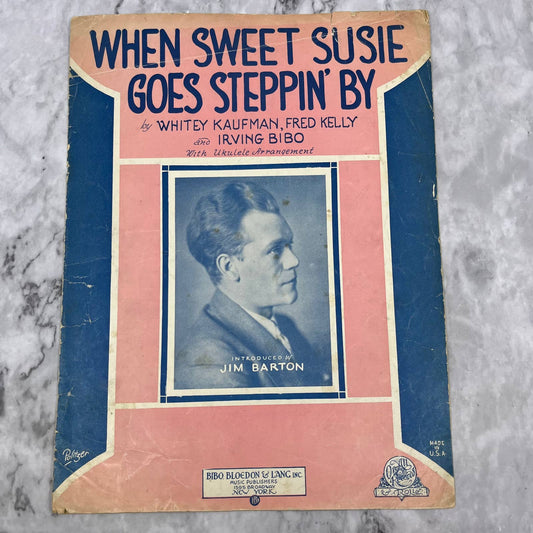 WHEN SWEET SUSIE
GOES STEPPIN' BY
by WHITEY KAUFMAN, FRED KELLY
and IRVING BIBO
With Ukulele Arrangement
INTRODUCED by
JIM BARTON
Politzer
MADE
IN
U.S.A
BIBO, BLOEDON & LANG, INC.
MUSIC PUBLISHERS
1595 BROADWAY
NEW YORK